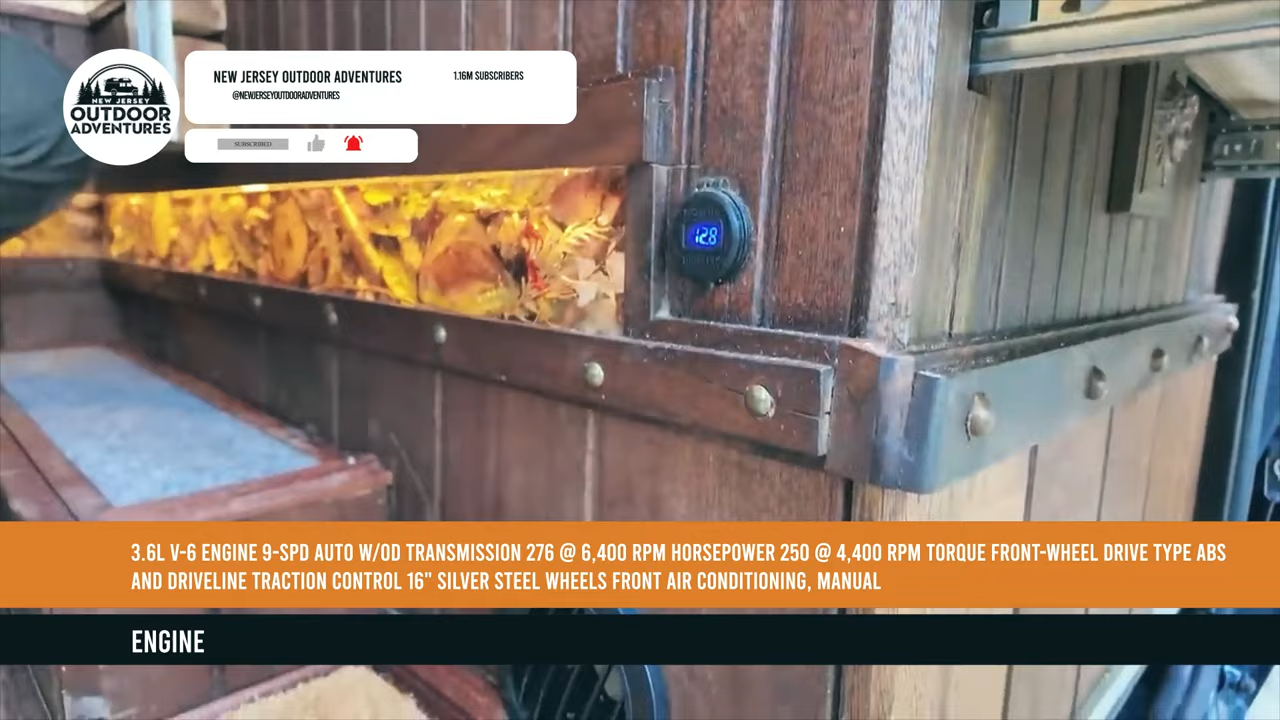 NEW JERSEY
OUTDOOR
ADVENTURES
NEW JERSEY OUTDOOR ADVENTURES
1.16M SUBSCRIBERS
@NEWJERSEYOUTDOORADVENTURES
SUBSCRIBED
12.8
3.6L V-6 ENGINE 9-SPD AUTO W/OD TRANSMISSION 276 @ 6,400 RPM HORSEPOWER 250 @ 4,400 RPM TORQUE FRONT-WHEEL DRIVE TYPE ABS
AND DRIVELINE TRACTION CONTROL 16" SILVER STEEL WHEELS FRONT AIR CONDITIONING, MANUAL
ENGINE